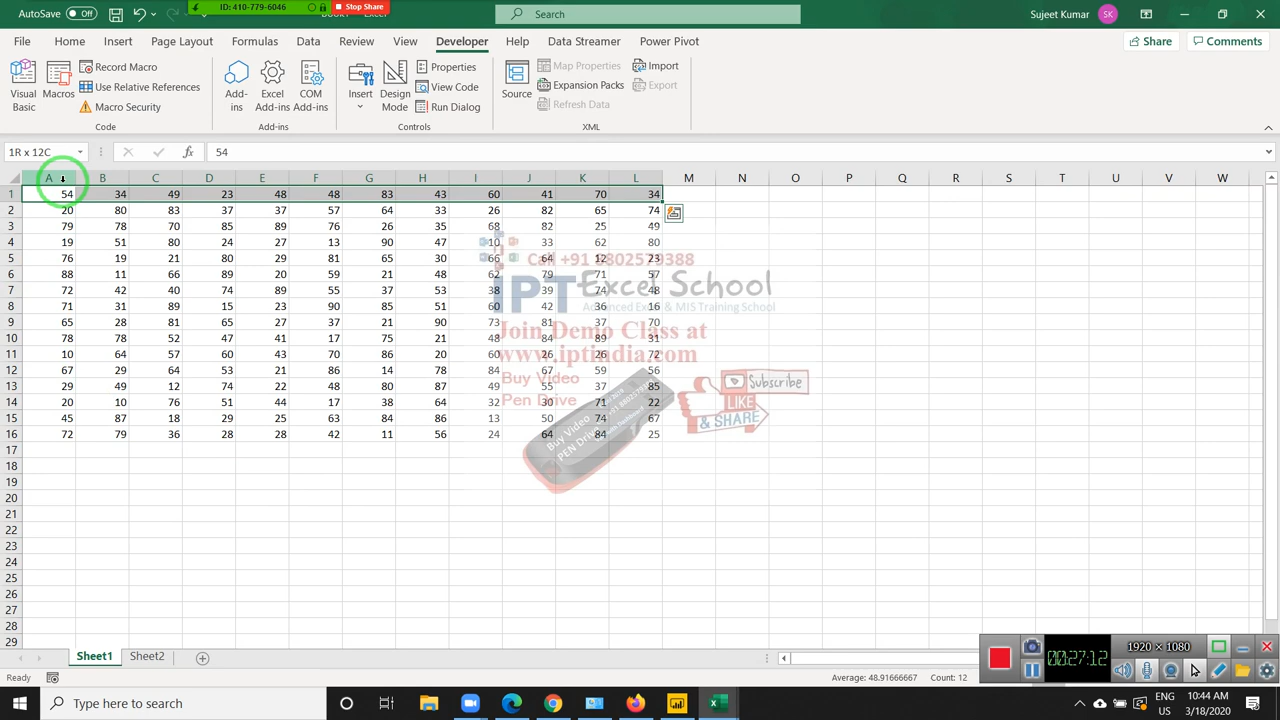 AutoSave Off Book1 - Excel ID: 410-779-6046 Stop Share Search Sujeet Kumar SK
File Home Insert Page Layout Formulas Data Review View Developer Help Data Streamer Power Pivot Share Comments
Visual Basic Macros Record Macro Use Relative References Macro Security Code
Add-ins Excel Add-ins COM Add-ins Add-ins
Insert Design Mode Properties View Code Run Dialog Controls
Source Map Properties Expansion Packs Refresh Data Import Export XML
1R x 12C fx 54
A B C D E F G H I J K L M N O P Q R S T U V W
1 54 34 49 23 48 48 83 43 60 41 70 34
2 20 80 83 37 37 57 64 33 26 82 65 74
3 79 78 70 85 89 76 26 35 68 82 25 49
4 19 51 80 24 27 13 90 47 10 33 62 80
5 76 19 21 80 29 81 65 30 66 64 12 23
6 88 11 66 89 20 59 21 48 62 79 71 57
7 72 42 40 74 89 55 37 53 38 39 74 48
8 71 31 89 15 23 90 85 51 60 42 36 16
9 65 28 81 65 27 37 21 90 73 81 37 70
10 78 78 52 47 41 17 75 21 48 84 89 31
11 10 64 57 60 43 70 86 20 60 26 26 72
12 67 29 64 53 21 86 14 78 84 67 59 56
13 29 49 12 74 22 48 80 87 49 55 37 85
14 20 10 76 51 44 17 38 64 32 30 71 22
15 45 87 18 29 25 63 84 86 13 50 74 67
16 72 79 36 28 28 42 11 56 24 64 84 25
17
18
19
20
21
22
23
24
25
26
27
28
29
Call +91 8802579388
IPT Excel School
Advanced Excel & MIS Training School
Join Demo Class at
www.iptindia.com
Buy Video
Pen Drive
Subscribe
LIKE
& SHARE
Buy Video
PEN Drive
Sheet1 Sheet2
1920 x 1080
00:27:12
Ready Average: 48.91666667 Count: 12
Type here to search ENG US 10:44 AM 3/18/2020